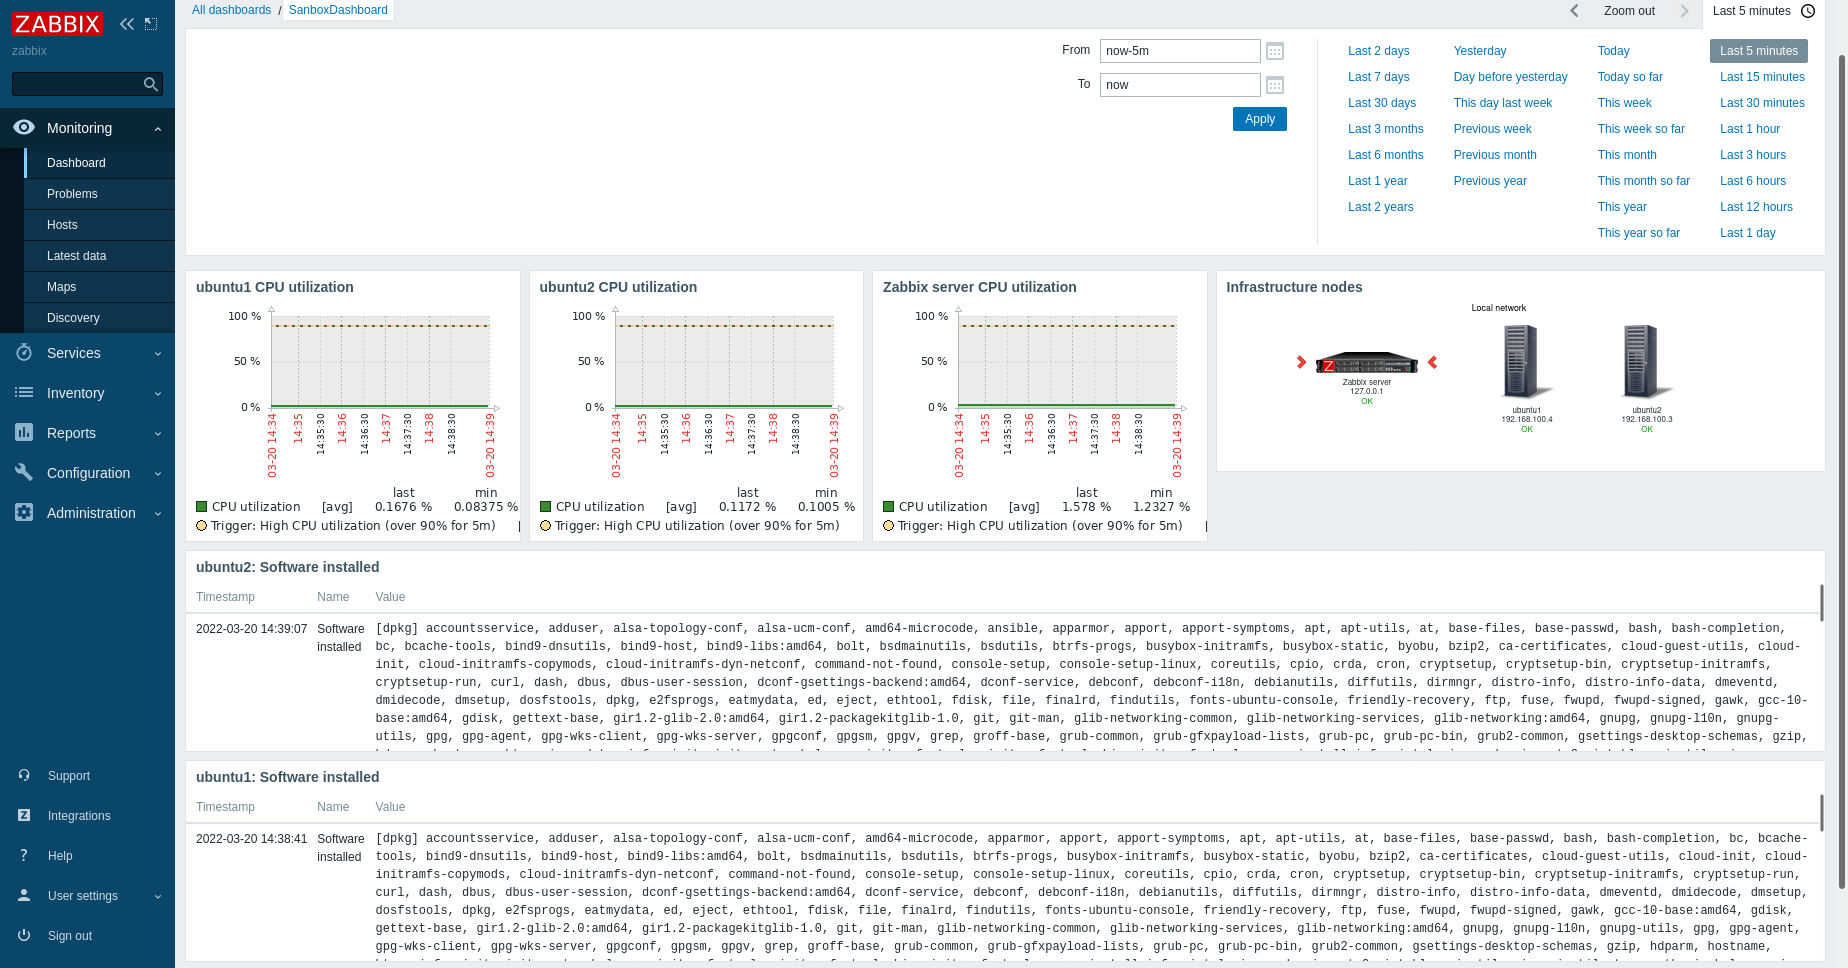 ZABBIX
zabbix
Monitoring
Dashboard
Problems
Hosts
Latest data
Maps
Discovery
Services
Inventory
Reports
Configuration
Administration
Support
Integrations
Help
User settings
Sign out
All dashboards / SanboxDashboard
Zoom out
Last 5 minutes
From now-5m
To now
Apply
Last 2 days Yesterday Today Last 5 minutes
Last 7 days Day before yesterday Today so far Last 15 minutes
Last 30 days This day last week This week Last 30 minutes
Last 3 months Previous week This week so far Last 1 hour
Last 6 months Previous month This month Last 3 hours
Last 1 year Previous year This month so far Last 6 hours
Last 2 years This year Last 12 hours
This year so far Last 1 day
ubuntu1 CPU utilization
100 %
50 %
0 %
03-20 14:34
14:35
14:35:30
14:36
14:36:30
14:37
14:37:30
14:38
14:38:30
03-20 14:39
last min
CPU utilization [avg] 0.1676 % 0.08375 %
Trigger: High CPU utilization (over 90% for 5m) [
ubuntu2 CPU utilization
100 %
50 %
0 %
03-20 14:34
14:35
14:35:30
14:36
14:36:30
14:37
14:37:30
14:38
14:38:30
03-20 14:39
last min
CPU utilization [avg] 0.1172 % 0.1005 %
Trigger: High CPU utilization (over 90% for 5m)
Zabbix server CPU utilization
100 %
50 %
0 %
03-20 14:34
14:35
14:35:30
14:36
14:36:30
14:37
14:37:30
14:38
14:38:30
03-20 14:39
last min
CPU utilization [avg] 1.578 % 1.2327 %
Trigger: High CPU utilization (over 90% for 5m) [
Infrastructure nodes
Local network
Zabbix server
127.0.0.1
OK
ubuntu1
192.168.100.4
OK
ubuntu2
192.168.100.3
OK
ubuntu2: Software installed
Timestamp Name Value
2022-03-20 14:39:07 Software installed
[dpkg] accountsservice, adduser, alsa-topology-conf, alsa-ucm-conf, amd64-microcode, ansible, apparmor, apport, apport-symptoms, apt, apt-utils, at, base-files, base-passwd, bash, bash-completion,
bc, bcache-tools, bind9-dnsutils, bind9-host, bind9-libs:amd64, bolt, bsdmainutils, bsdutils, btrfs-progs, busybox-initramfs, busybox-static, byobu, bzip2, ca-certificates, cloud-guest-utils, cloud-
init, cloud-initramfs-copymods, cloud-initramfs-dyn-netconf, command-not-found, console-setup, console-setup-linux, coreutils, cpio, crda, cron, cryptsetup, cryptsetup-bin, cryptsetup-initramfs,
cryptsetup-run, curl, dash, dbus, dbus-user-session, dconf-gsettings-backend:amd64, dconf-service, debconf, debconf-i18n, debianutils, diffutils, dirmngr, distro-info, distro-info-data, dmeventd,
dmidecode, dmsetup, dosfstools, dpkg, e2fsprogs, eatmydata, ed, eject, ethtool, fdisk, file, finalrd, findutils, fonts-ubuntu-console, friendly-recovery, ftp, fuse, fwupd, fwupd-signed, gawk, gcc-10-
base:amd64, gdisk, gettext-base, gir1.2-glib-2.0:amd64, gir1.2-packagekitglib-1.0, git, git-man, glib-networking-common, glib-networking-services, glib-networking:amd64, gnupg, gnupg-l10n, gnupg-
utils, gpg, gpg-agent, gpg-wks-client, gpg-wks-server, gpgconf, gpgsm, gpgv, grep, groff-base, grub-common, grub-gfxpayload-lists, grub-pc, grub-pc-bin, grub2-common, gsettings-desktop-schemas, gzip,
ubuntu1: Software installed
Timestamp Name Value
2022-03-20 14:38:41 Software installed
[dpkg] accountsservice, adduser, alsa-topology-conf, alsa-ucm-conf, amd64-microcode, apparmor, apport, apport-symptoms, apt, apt-utils, at, base-files, base-passwd, bash, bash-completion, bc, bcache-
tools, bind9-dnsutils, bind9-host, bind9-libs:amd64, bolt, bsdmainutils, bsdutils, btrfs-progs, busybox-initramfs, busybox-static, byobu, bzip2, ca-certificates, cloud-guest-utils, cloud-init, cloud-
initramfs-copymods, cloud-initramfs-dyn-netconf, command-not-found, console-setup, console-setup-linux, coreutils, cpio, crda, cron, cryptsetup, cryptsetup-bin, cryptsetup-initramfs, cryptsetup-run,
curl, dash, dbus, dbus-user-session, dconf-gsettings-backend:amd64, dconf-service, debconf, debconf-i18n, debianutils, diffutils, dirmngr, distro-info, distro-info-data, dmeventd, dmidecode, dmsetup,
dosfstools, dpkg, e2fsprogs, eatmydata, ed, eject, ethtool, fdisk, file, finalrd, findutils, fonts-ubuntu-console, friendly-recovery, ftp, fuse, fwupd, fwupd-signed, gawk, gcc-10-base:amd64, gdisk,
gettext-base, gir1.2-glib-2.0:amd64, gir1.2-packagekitglib-1.0, git, git-man, glib-networking-common, glib-networking-services, glib-networking:amd64, gnupg, gnupg-l10n, gnupg-utils, gpg, gpg-agent,
gpg-wks-client, gpg-wks-server, gpgconf, gpgsm, gpgv, grep, groff-base, grub-common, grub-gfxpayload-lists, grub-pc, grub-pc-bin, grub2-common, gsettings-desktop-schemas, gzip, hdparm, hostname,